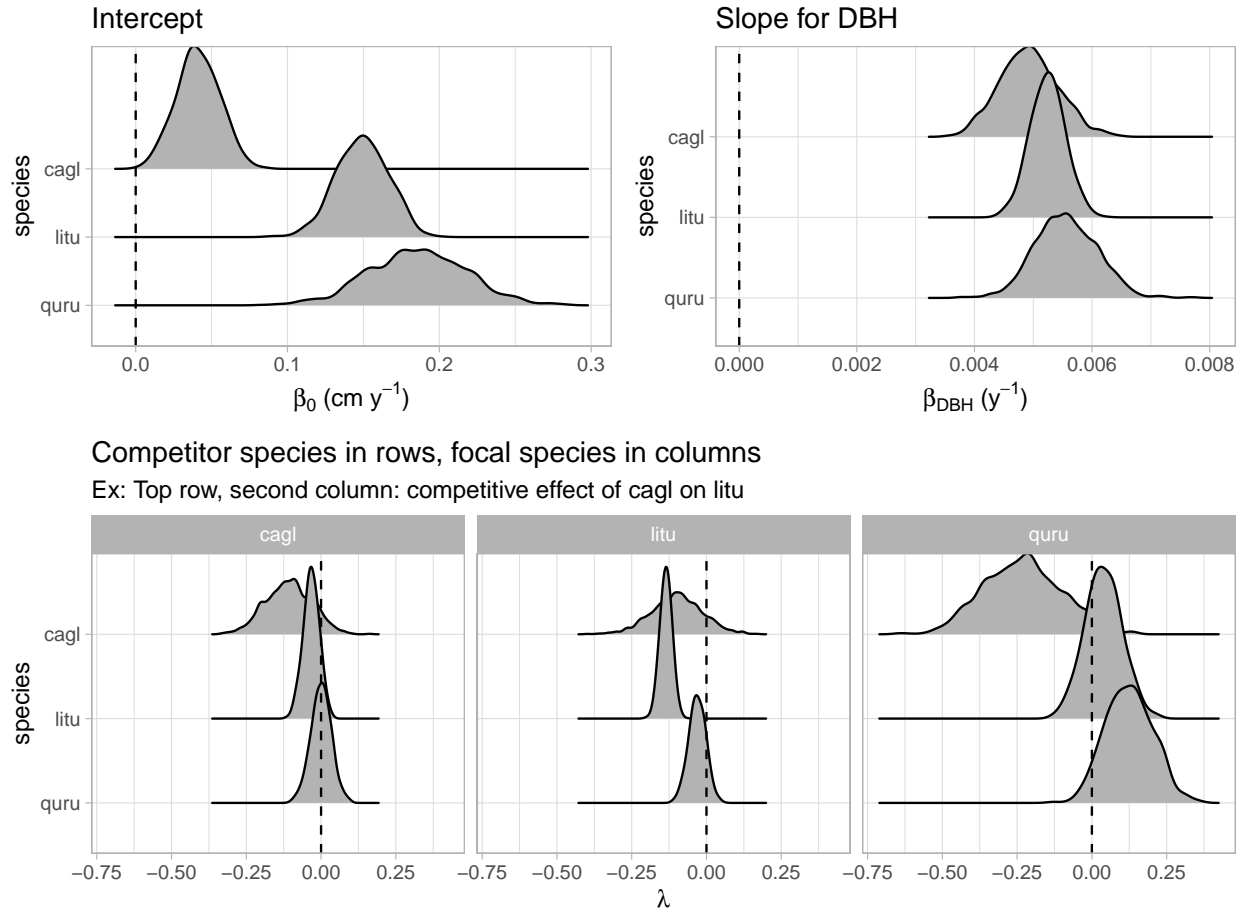 Intercept
species
cagl
litu
quru
0.0 0.1 0.2 0.3
β0 (cm y−1)
Slope for DBH
species
cagl
litu
quru
0.000 0.002 0.004 0.006 0.008
βDBH (y−1)
Competitor species in rows, focal species in columns
Ex: Top row, second column: competitive effect of cagl on litu
cagl litu quru
species
cagl
litu
quru
−0.75 −0.50 −0.25 0.00 0.25 −0.75 −0.50 −0.25 0.00 0.25 −0.75 −0.50 −0.25 0.00 0.25
λ